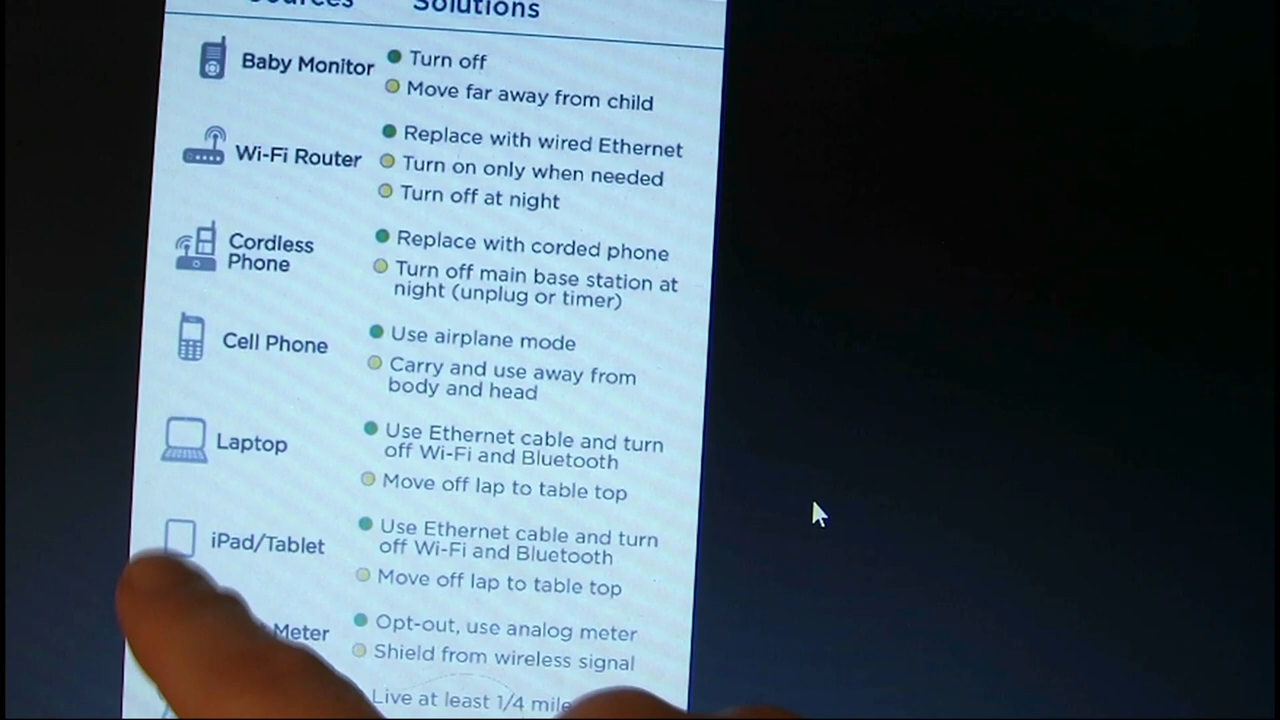 Solutions
Baby Monitor
Turn off
Move far away from child
Wi-Fi Router
Replace with wired Ethernet
Turn on only when needed
Turn off at night
Cordless
Phone
Replace with corded phone
Turn off main base station at
night (unplug or timer)
Cell Phone
Use airplane mode
Carry and use away from
body and head
Laptop
Use Ethernet cable and turn
off Wi-Fi and Bluetooth
Move off lap to table top
iPad/Tablet
Use Ethernet cable and turn
off Wi-Fi and Bluetooth
Move off lap to table top
Meter
Opt-out, use analog meter
Shield from wireless signal
Live at least 1/4 mile